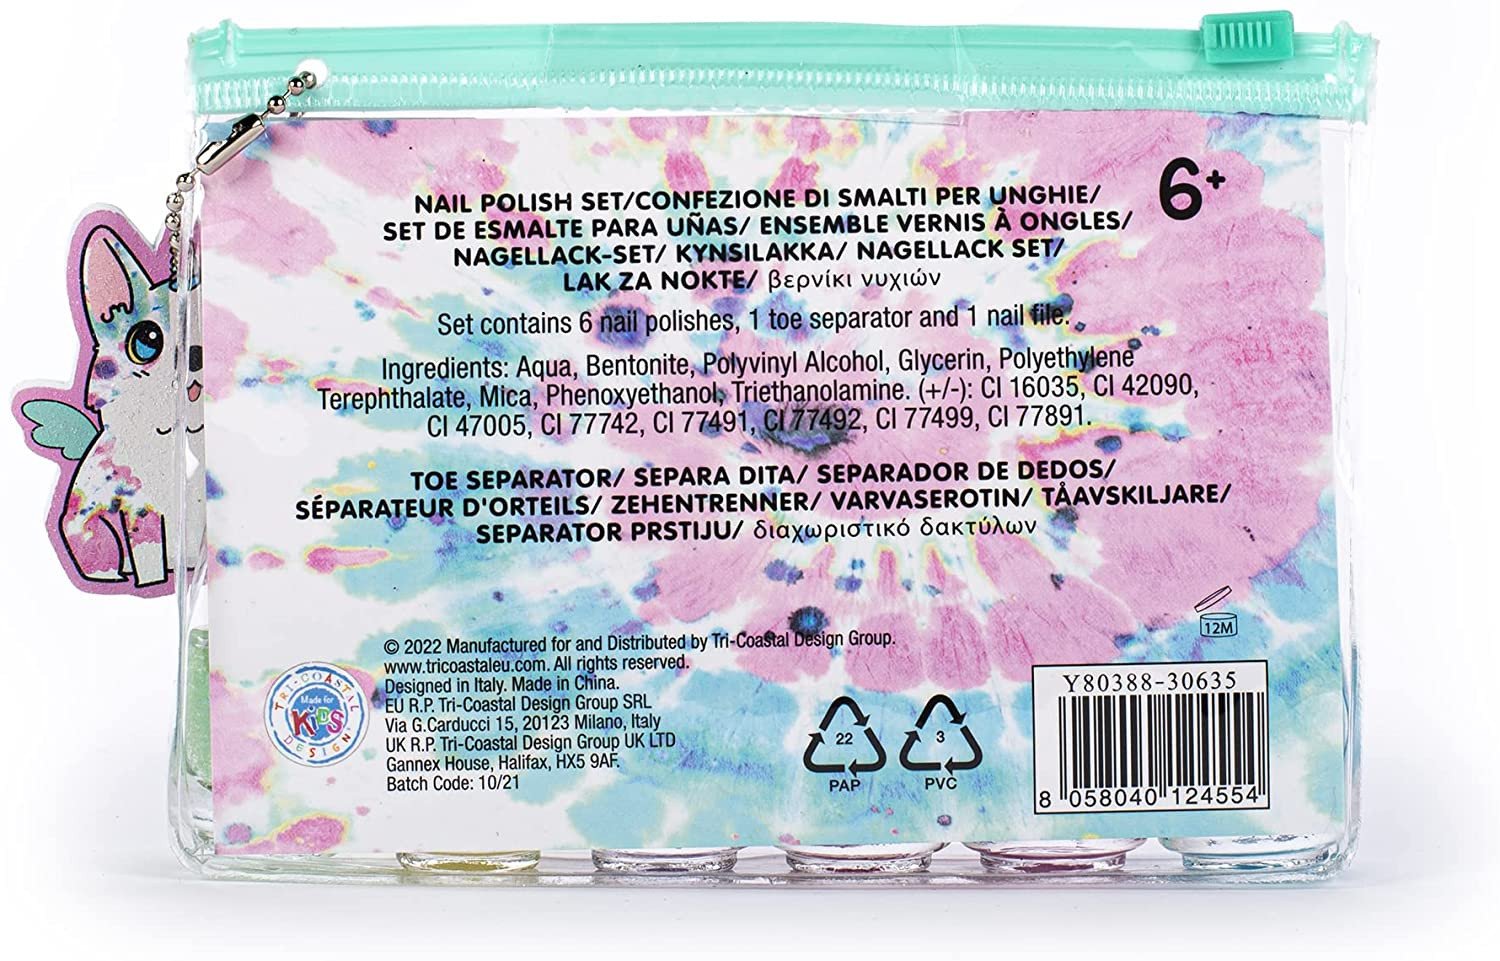 6+
NAIL POLISH SET/CONFEZIONE DI SMALTI PER UNGHIE/
SET DE ESMALTE PARA UÑAS/ ENSEMBLE VERNIS À ONGLES/
NAGELLACK-SET/ KYNSILAKKA/ NAGELLACK SET/
LAK ZA NOKTE/ βερνίκι νυχιών
Set contains 6 nail polishes, 1 toe separator and 1 nail file.
Ingredients: Aqua, Bentonite, Polyvinyl Alcohol, Glycerin, Polyethylene
Terephthalate, Mica, Phenoxyethanol, Triethanolamine. (+/-): CI 16035, CI 42090,
CI 47005, CI 77742, CI 77491, CI 77492, CI 77499, CI 77891.
TOE SEPARATOR/ SEPARA DITA/ SEPARADOR DE DEDOS/
SÉPARATEUR D'ORTEILS/ ZEHENTRENNER/ VARVASEROTIN/ TÅAVSKILJARE/
SEPARATOR PRSTIJU/ διαχωριστικό δακτύλων
© 2022 Manufactured for and Distributed by Tri-Coastal Design Group.
www.tricoastaleu.com. All rights reserved.
Designed in Italy. Made in China.
EU R.P. Tri-Coastal Design Group SRL
Via G.Carducci 15, 20123 Milano, Italy
UK R.P. Tri-Coastal Design Group UK LTD
Gannex House, Halifax, HX5 9AF.
Batch Code: 10/21
TRI-COASTAL DESIGN
Made for
KIDS
22
PAP
3
PVC
12M
Y80388-30635
8 058040 124554